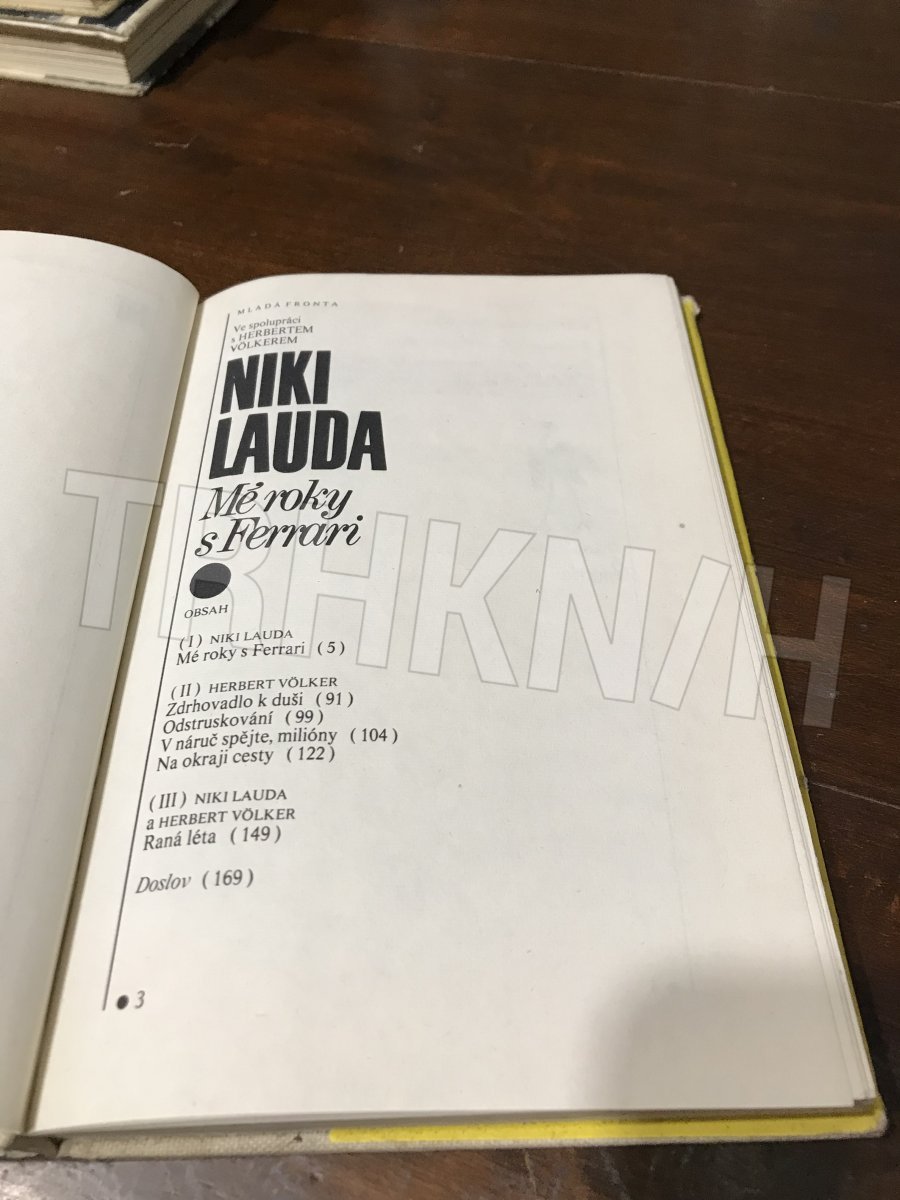 MLADÁ FRONTA
Ve spolupráci
s HERBERTEM
VÖLKEREM
NIKI
LAUDA
Mé roky
s Ferrari
OBSAH
(I) NIKI LAUDA
Mé roky s Ferrari (5)
(II) HERBERT VÖLKER
Zdrhovadlo k duši (91)
Odstruskování (99)
V náruč spějte, milióny (104)
Na okraji cesty (122)
(III) NIKI LAUDA
a HERBERT VÖLKER
Raná léta (149)
Doslov (169)
3
TRHKNIH